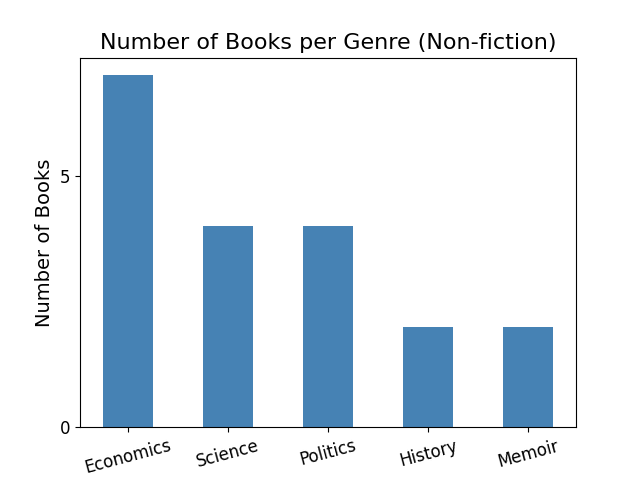 Number of Books per Genre (Non-fiction)
Number of Books
5
0
Economics
Science
Politics
History
Memoir